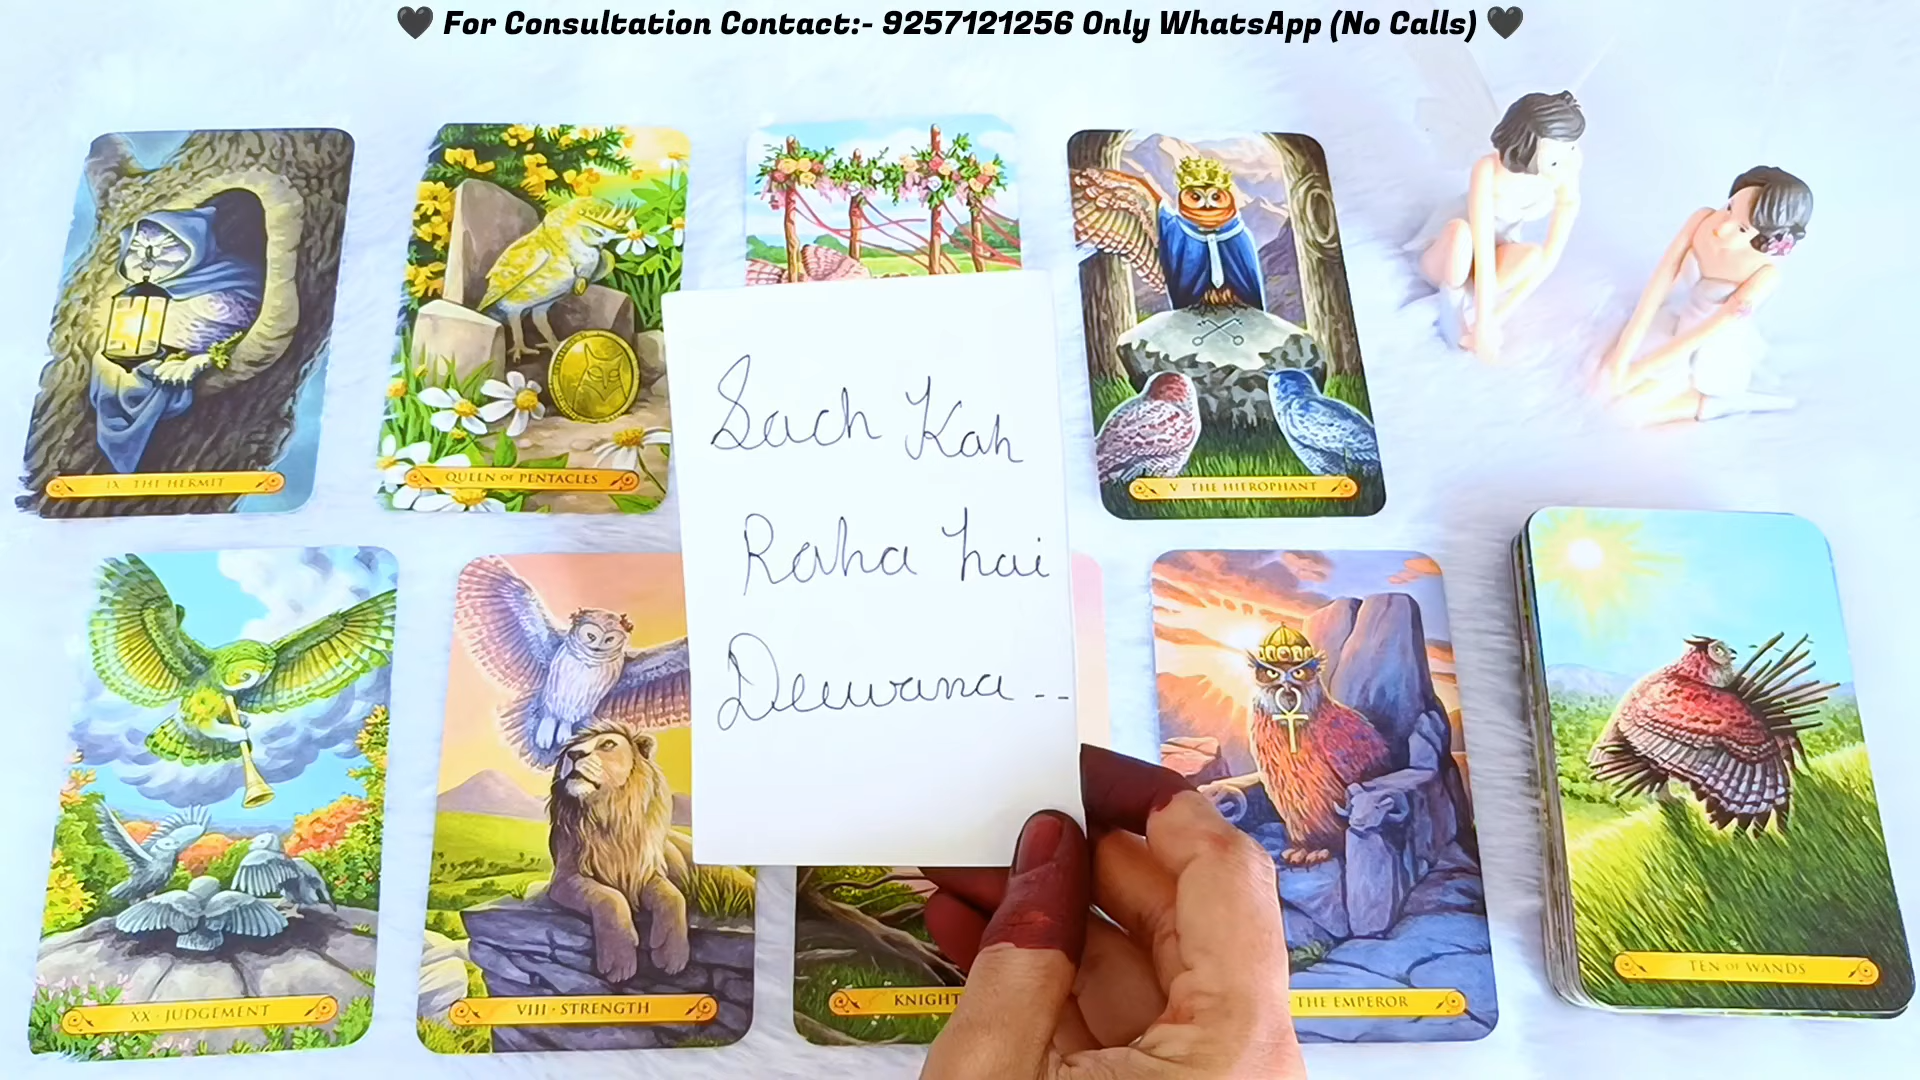 🖤 For Consultation Contact:- 9257121256 Only WhatsApp (No Calls) 🖤
IX THE HERMIT
QUEEN OF PENTACLES
V THE HIEROPHANT
Sach Kah
Raha hai
Deewana --
XX · JUDGEMENT
VIII · STRENGTH
KNIGHT
THE EMPEROR
TEN OF WANDS